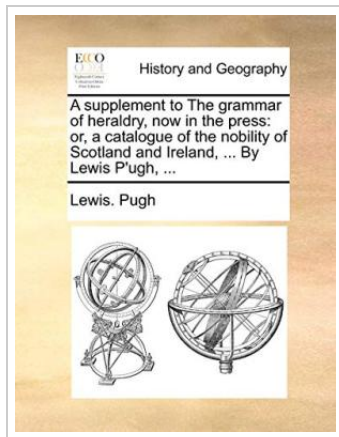 ECCO
History and Geography
A supplement to The grammar
of heraldry, now in the press:
or, a catalogue of the nobility of
Scotland and Ireland, ... By
Lewis P'ugh, ...
Lewis. Pugh